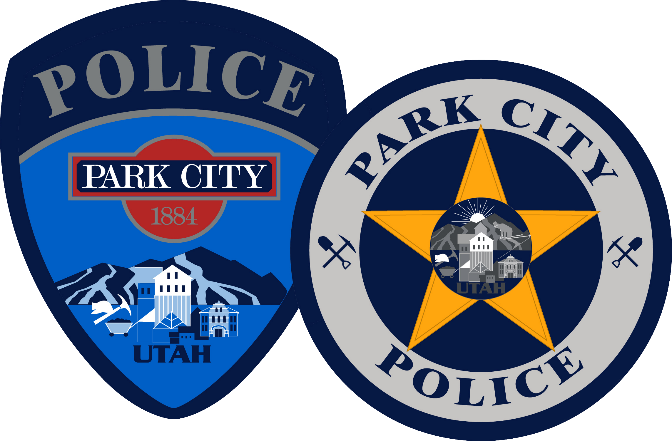 POLICE
PARK CITY
1884
UTAH
PARK CITY
UTAH
POLICE